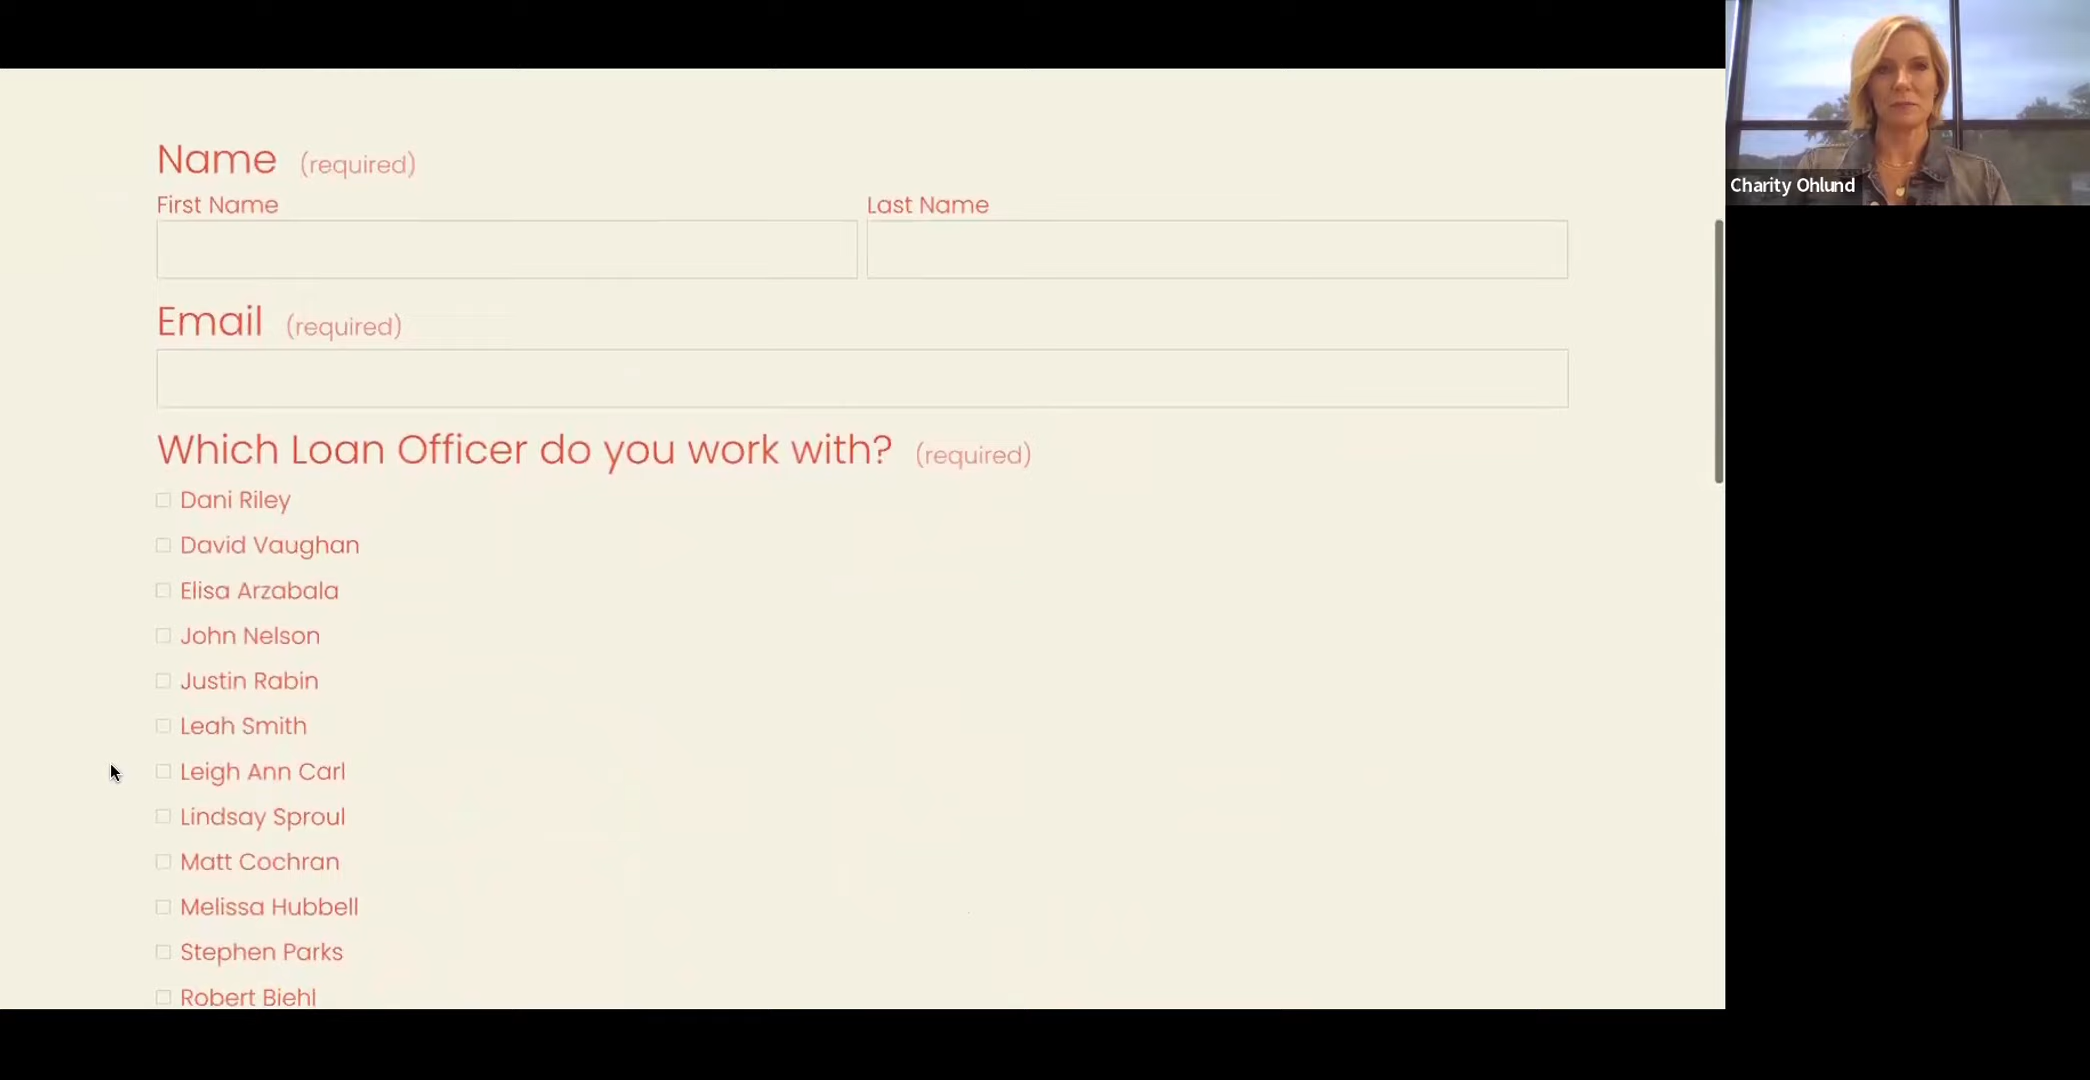 Name (required)
First Name Last Name
Email (required)
Which Loan Officer do you work with? (required)
Dani Riley
David Vaughan
Elisa Arzabala
John Nelson
Justin Rabin
Leah Smith
Leigh Ann Carl
Lindsay Sproul
Matt Cochran
Melissa Hubbell
Stephen Parks
Robert Biehl
Charity Ohlund